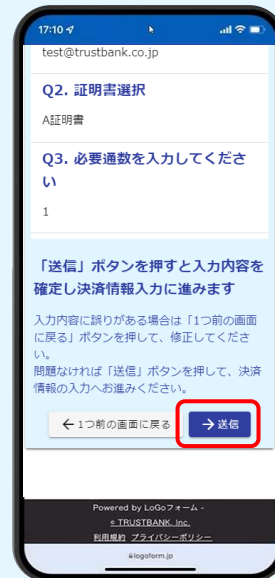 17:10
test@trustbank.co.jp
Q2. 証明書選択
A証明書
Q3. 必要通数を入力してくださ
い
1
「送信」ボタンを押すと入力内容を
確定し決済情報入力に進みます
入力内容に誤りがある場合は「1つ前の画面
に戻る」ボタンを押して、修正してくださ
い。
問題なければ「送信」ボタンを押して、決済
情報の入力へお進みください。
←1つ前の画面に戻る
→送信
Powered by LoGoフォーム -
© TRUSTBANK, Inc.
利用規約 プライバシーポリシー
logoform.jp